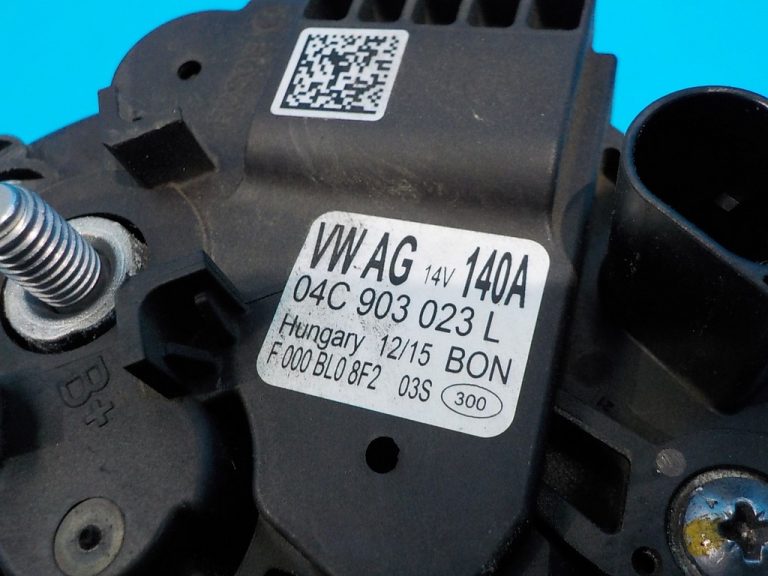 VW AG 14V 140A
04C 903 023 L
Hungary 12/15 BON
F 000 BL0 8F2 03S 300
B+